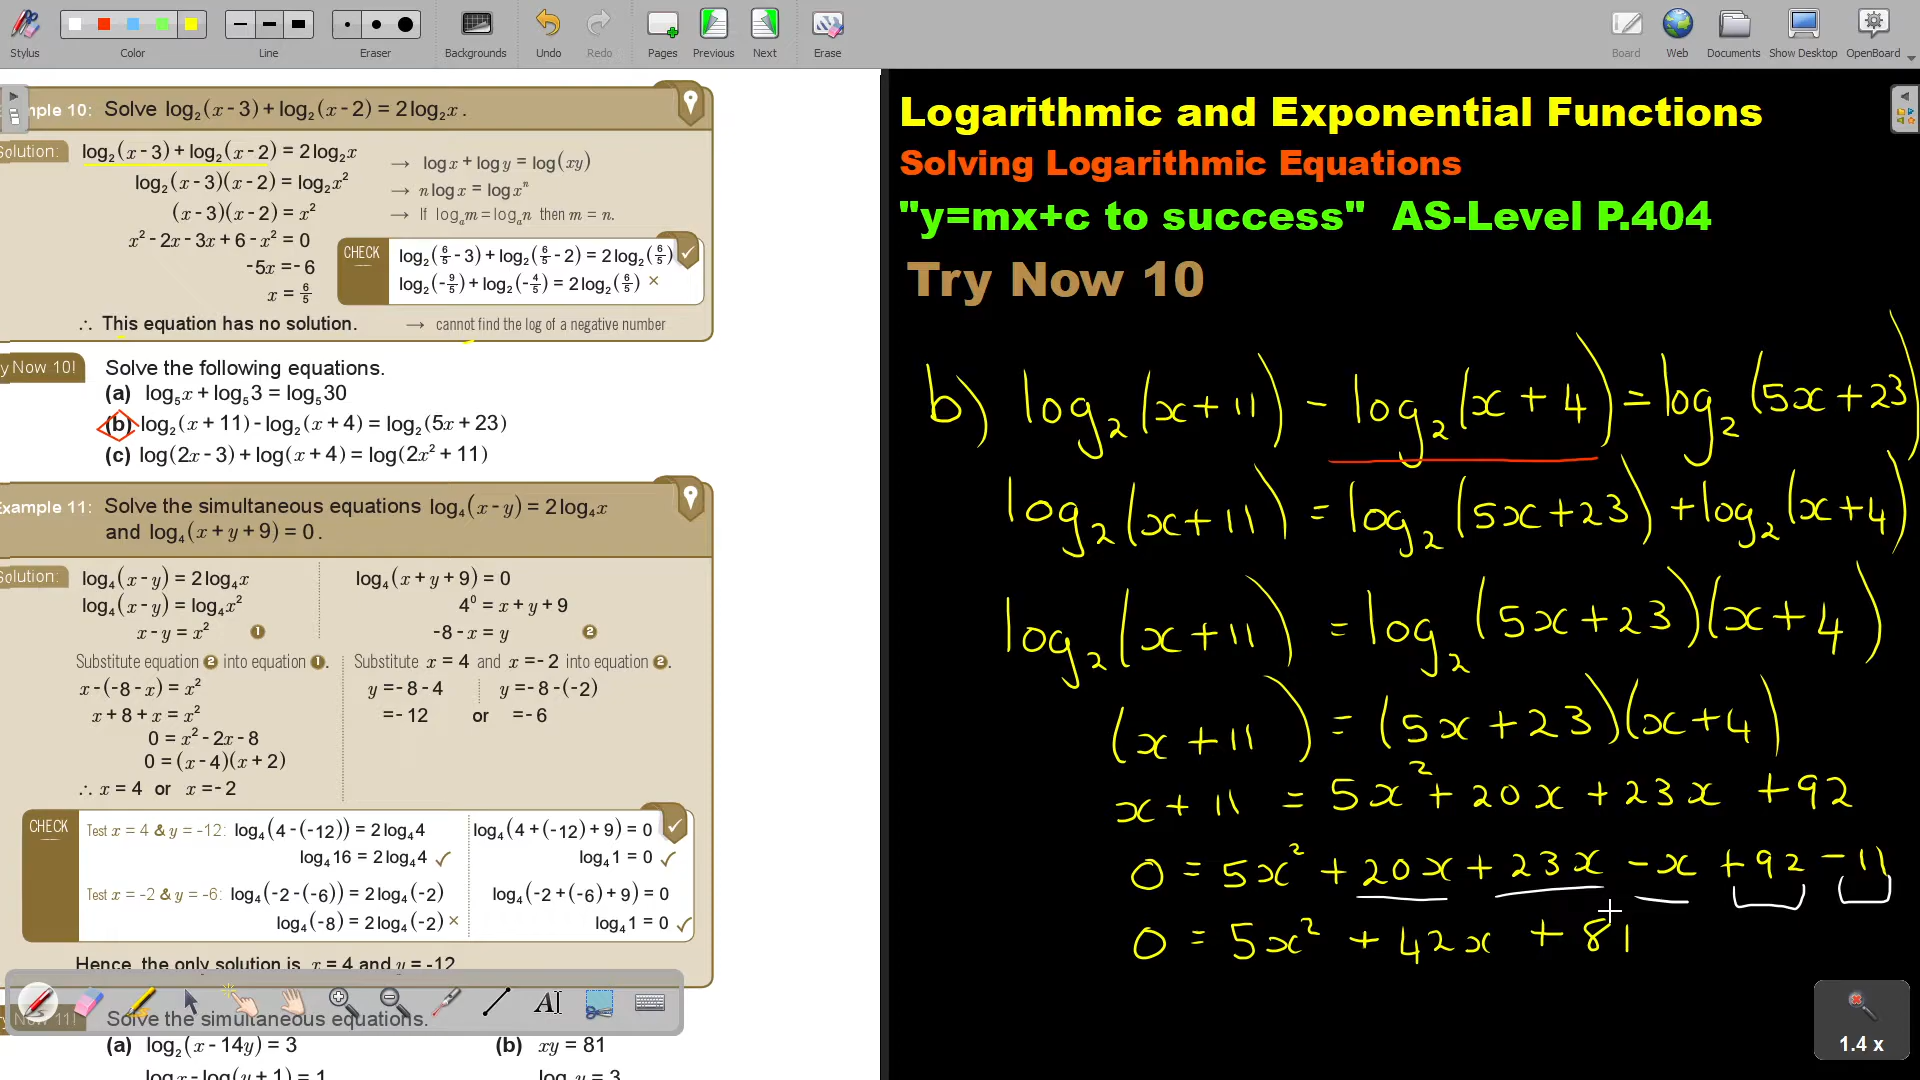 Stylus Color Line Eraser Backgrounds Undo Redo Pages Previous Next Erase Board Web Documents Show Desktop OpenBoard
mple 10: Solve log₂(x-3)+log₂(x-2)=2log₂x.
Solution: log₂(x-3)+log₂(x-2)=2log₂x → logx+logy=log(xy)
log₂(x-3)(x-2)=log₂x² → nlogx=logxⁿ
(x-3)(x-2)=x² → If logₐm=logₐn then m=n.
x²-2x-3x+6-x²=0
-5x=-6
x=6/5
CHECK log₂(6/5-3)+log₂(6/5-2)=2log₂(6/5)
log₂(-9/5)+log₂(-4/5)=2log₂(6/5) ×
∴ This equation has no solution. → cannot find the log of a negative number
y Now 10! Solve the following equations.
(a) log₅x+log₅3=log₅30
(b) log₂(x+11)-log₂(x+4)=log₂(5x+23)
(c) log(2x-3)+log(x+4)=log(2x²+11)
Example 11: Solve the simultaneous equations log₄(x-y)=2log₄x
and log₄(x+y+9)=0.
Solution: log₄(x-y)=2log₄x
log₄(x-y)=log₄x²
x-y=x² 1
log₄(x+y+9)=0
4⁰=x+y+9
-8-x=y 2
Substitute equation 2 into equation 1.
x-(-8-x)=x²
x+8+x=x²
0=x²-2x-8
0=(x-4)(x+2)
∴ x=4 or x=-2
Substitute x=4 and x=-2 into equation 2.
y=-8-4 y=-8-(-2)
=-12 or =-6
CHECK Test x=4 & y=-12: log₄(4-(-12))=2log₄4 log₄(4+(-12)+9)=0
log₄16=2log₄4 ✓ log₄1=0 ✓
Test x=-2 & y=-6: log₄(-2-(-6))=2log₄(-2) log₄(-2+(-6)+9)=0
log₄(-8)=2log₄(-2) × log₄1=0 ✓
Hence, the only solution is x=4 and y=-12
Now 11! Solve the simultaneous equations.
(a) log₂(x-14y)=3 (b) xy=81
logx-log(y+1)=1 log y=3
Logarithmic and Exponential Functions
Solving Logarithmic Equations
"y=mx+c to success" AS-Level P.404
Try Now 10
b) log₂(x+11) - log₂(x+4) = log₂(5x+23)
log₂(x+11) = log₂(5x+23) + log₂(x+4)
log₂(x+11) = log₂(5x+23)(x+4)
(x+11) = (5x+23)(x+4)
x+11 = 5x²+20x+23x+92
0 = 5x²+20x+23x-x+92-11
0 = 5x²+42x+81
1.4 x